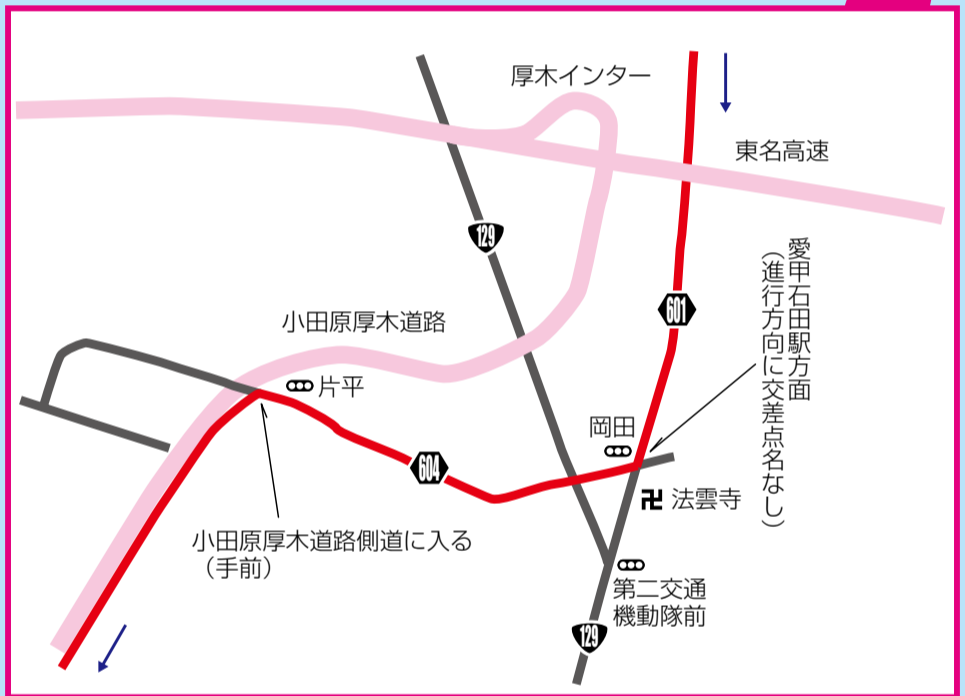 厚木インター
東名高速
129
愛甲石田駅方面
（進行方向に交差点名なし）
601
小田原厚木道路
片平
岡田
604
卍 法雲寺
小田原厚木道路側道に入る
（手前）
第二交通
機動隊前
129